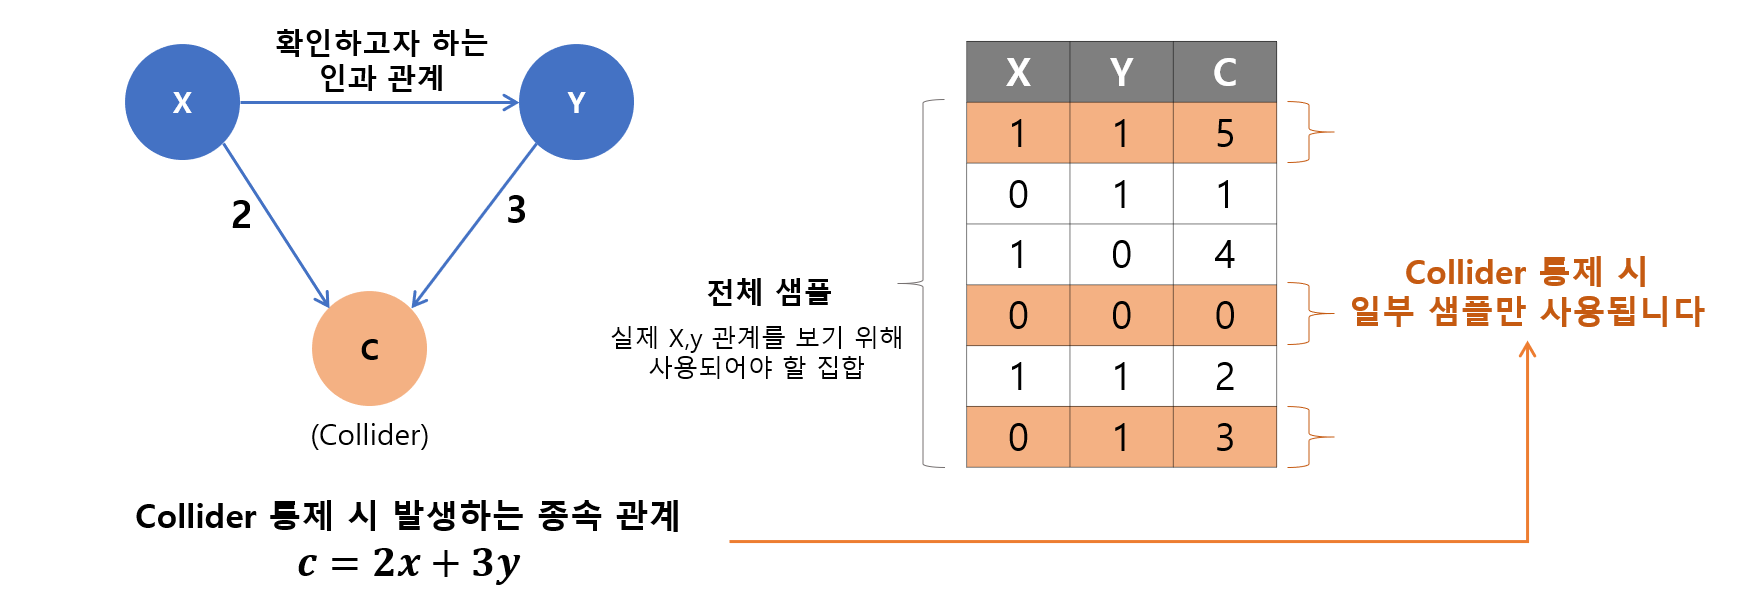 확인하고자 하는
인과 관계
X
Y
2
3
C
(Collider)
Collider 통제 시 발생하는 종속 관계
c = 2x + 3y
전체 샘플
실제 X,y 관계를 보기 위해
사용되어야 할 집합
X Y C
1 1 5
0 1 1
1 0 4
0 0 0
1 1 2
0 1 3
Collider 통제 시
일부 샘플만 사용됩니다